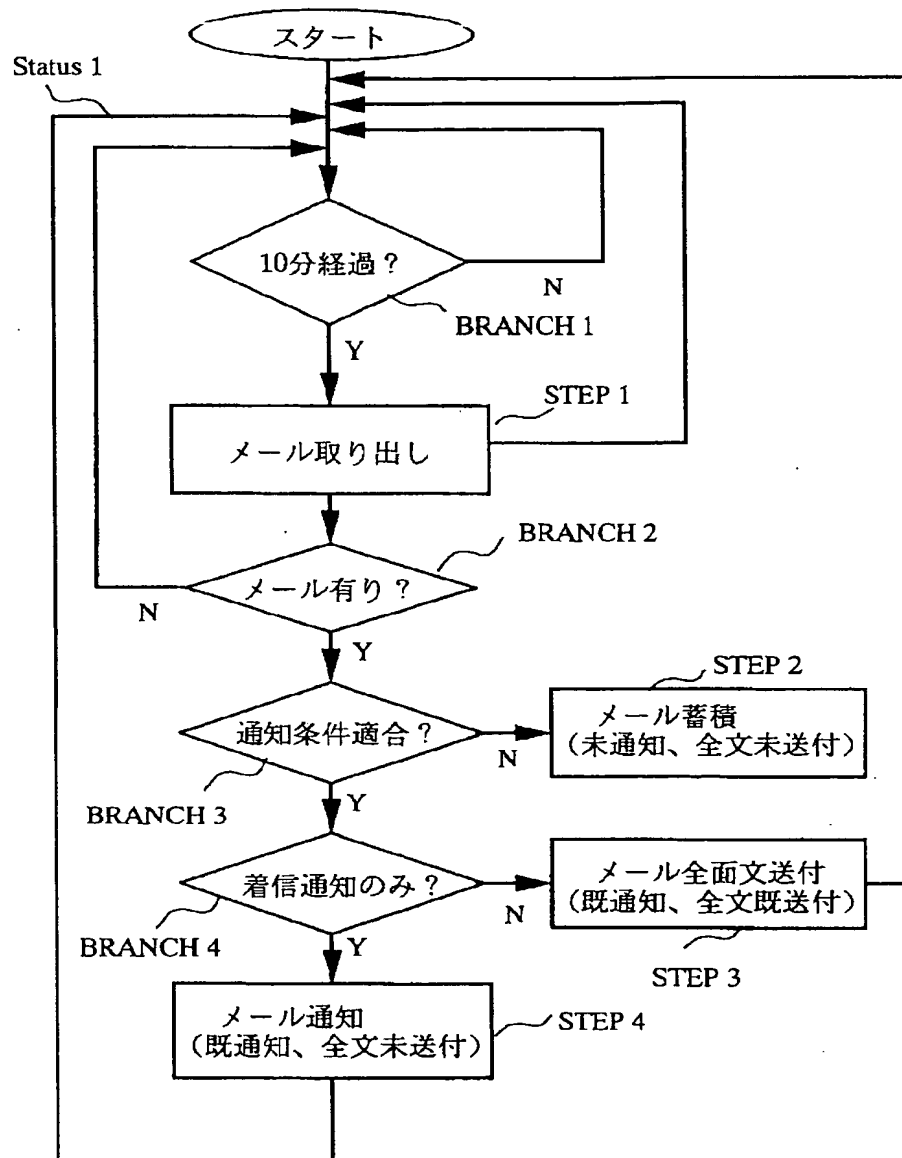 スタート
Status 1
10分経過？
N
BRANCH 1
Y
STEP 1
メール取り出し
BRANCH 2
メール有り？
N
Y
STEP 2
通知条件適合？
N
メール蓄積
（未通知、全文未送付）
BRANCH 3
Y
着信通知のみ？
N
メール全面文送付
（既通知、全文既送付）
BRANCH 4
Y
STEP 3
メール通知
（既通知、全文未送付）
STEP 4